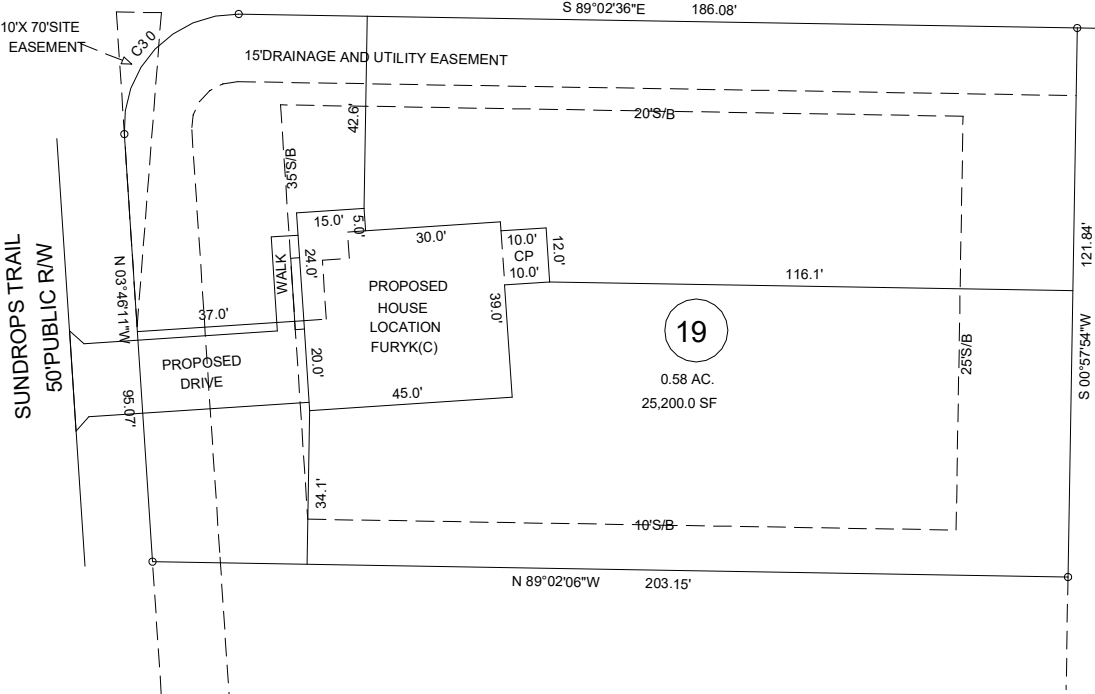 S 89°02'36"E 186.08'
10'X 70'SITE
EASEMENT
C30
15'DRAINAGE AND UTILITY EASEMENT
42.6'
20'S/B
35'S/B
SUNDROPS TRAIL
50'PUBLIC R/W
N 03°46'11"W
95.07'
15.0'
5.0'
30.0'
10.0'
CP
10.0'
12.0'
24.0'
WALK
37.0'
PROPOSED
HOUSE
LOCATION
FURYK(C)
39.0'
116.1'
121.84'
S 00°57'54"W
19
0.58 AC.
25,200.0 SF
25'S/B
PROPOSED
DRIVE
20.0'
45.0'
34.1'
10'S/B
N 89°02'06"W 203.15'